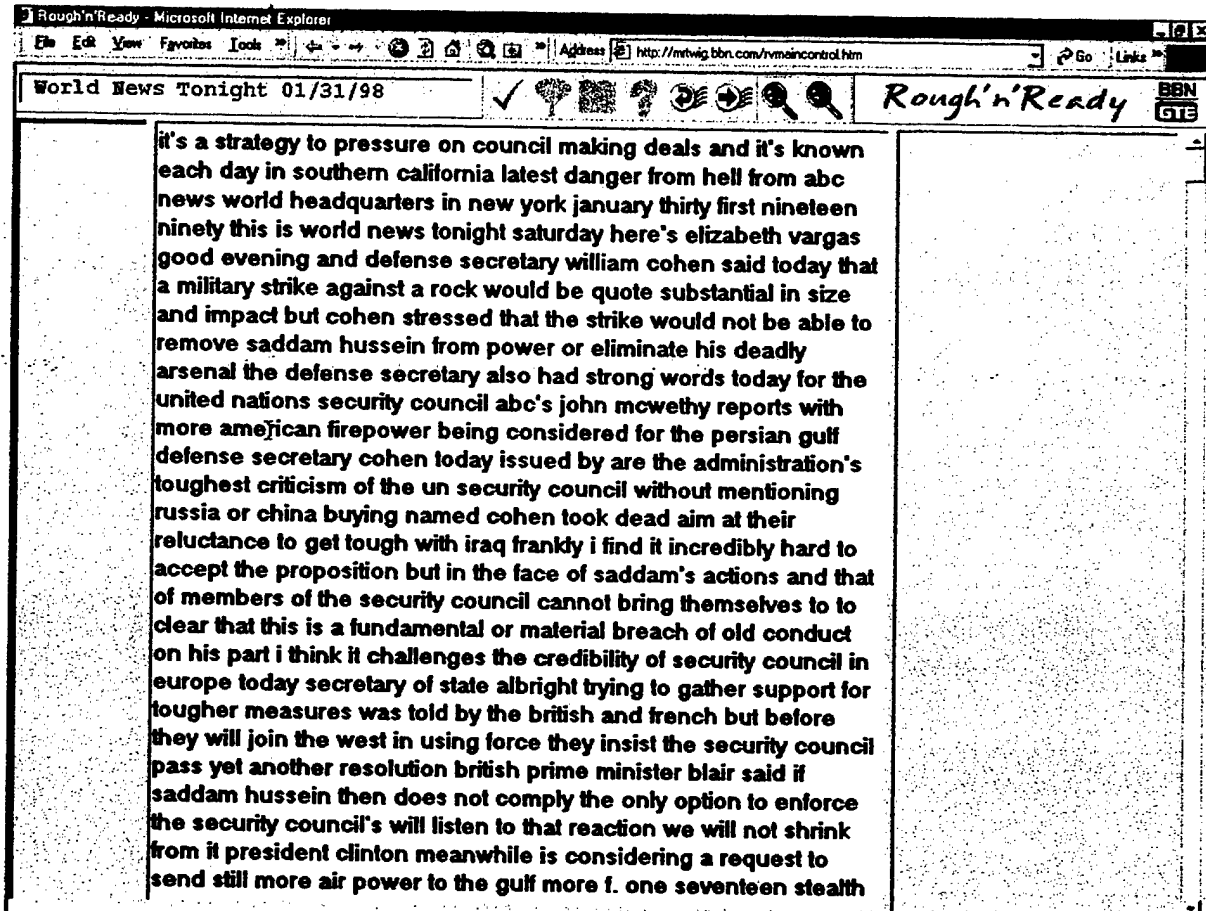 Rough'n'Ready - Microsoft Internet Explorer
File Edit View Favorites Tools » Address http://mrtwig.bbn.com/rvmaincontrol.htm Go Links »
World News Tonight 01/31/98 Rough'n'Ready BBN GTE
it's a strategy to pressure on council making deals and it's known
each day in southern california latest danger from hell from abc
news world headquarters in new york january thirty first nineteen
ninety this is world news tonight saturday here's elizabeth vargas
good evening and defense secretary william cohen said today that
a military strike against a rock would be quote substantial in size
and impact but cohen stressed that the strike would not be able to
remove saddam hussein from power or eliminate his deadly
arsenal the defense secretary also had strong words today for the
united nations security council abc's john mcwethy reports with
more american firepower being considered for the persian gulf
defense secretary cohen today issued by are the administration's
toughest criticism of the un security council without mentioning
russia or china buying named cohen took dead aim at their
reluctance to get tough with iraq frankly i find it incredibly hard to
accept the proposition but in the face of saddam's actions and that
of members of the security council cannot bring themselves to to
clear that this is a fundamental or material breach of old conduct
on his part i think it challenges the credibility of security council in
europe today secretary of state albright trying to gather support for
tougher measures was told by the british and french but before
they will join the west in using force they insist the security council
pass yet another resolution british prime minister blair said if
saddam hussein then does not comply the only option to enforce
the security council's will listen to that reaction we will not shrink
from it president clinton meanwhile is considering a request to
send still more air power to the gulf more f. one seventeen stealth